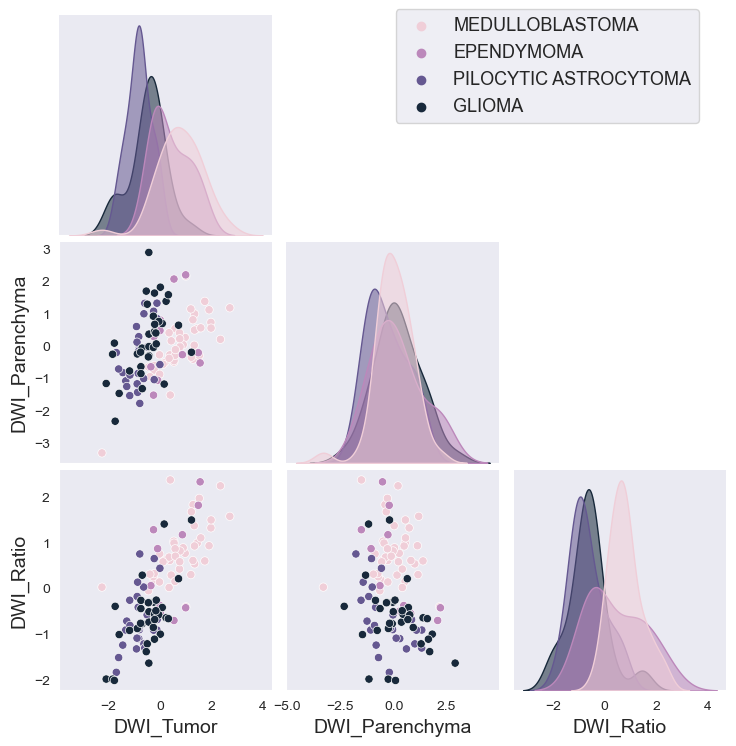 MEDULLOBLASTOMA
EPENDYMOMA
PILOCYTIC ASTROCYTOMA
GLIOMA
3
2
1
0
−1
−2
−3
DWI_Parenchyma
2
1
0
−1
−2
DWI_Ratio
−2 0 2 4
−5.0 −2.5 0.0 2.5
−2 0 2 4
DWI_Tumor
DWI_Parenchyma
DWI_Ratio